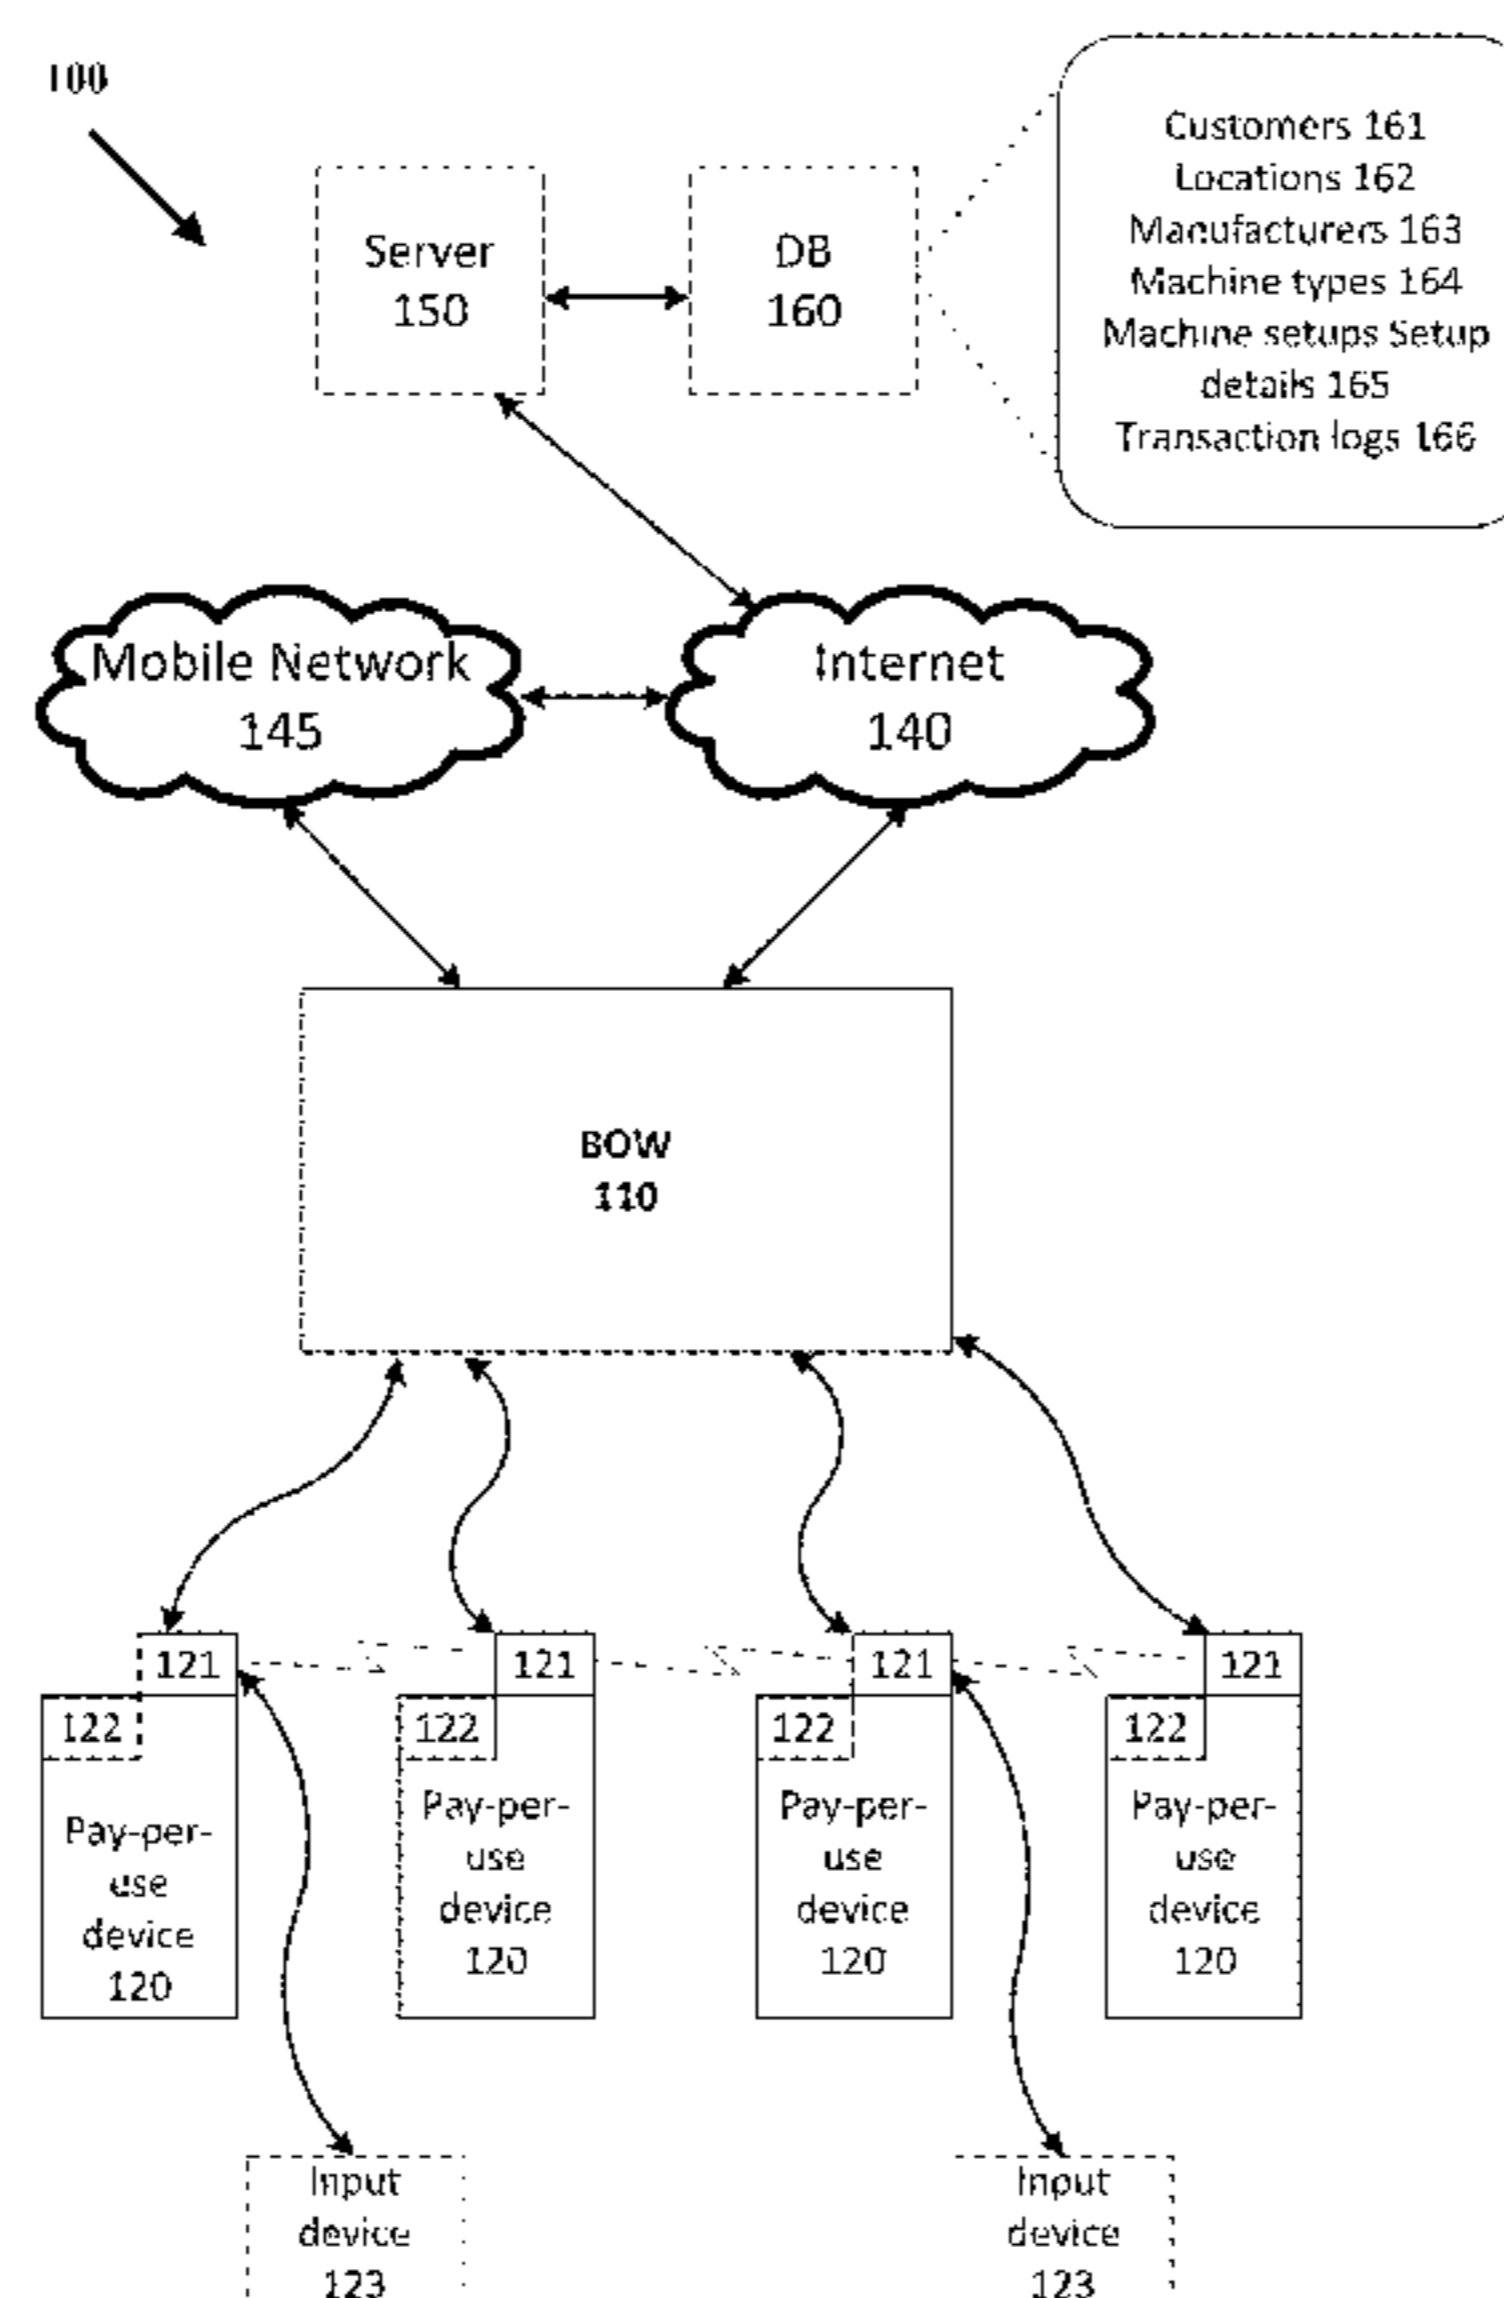 100
Server
150
DB
160
Customers 161
Locations 162
Manufacturers 163
Machine types 164
Machine setups Setup
details 165
Transaction logs 166
Mobile Network
145
Internet
140
BOW
110
121
121
121
121
122
122
122
122
Pay-per-
use
device
120
Pay-per-
use
device
120
Pay-per-
use
device
120
Pay-per-
use
device
120
Input
device
123
Input
device
123